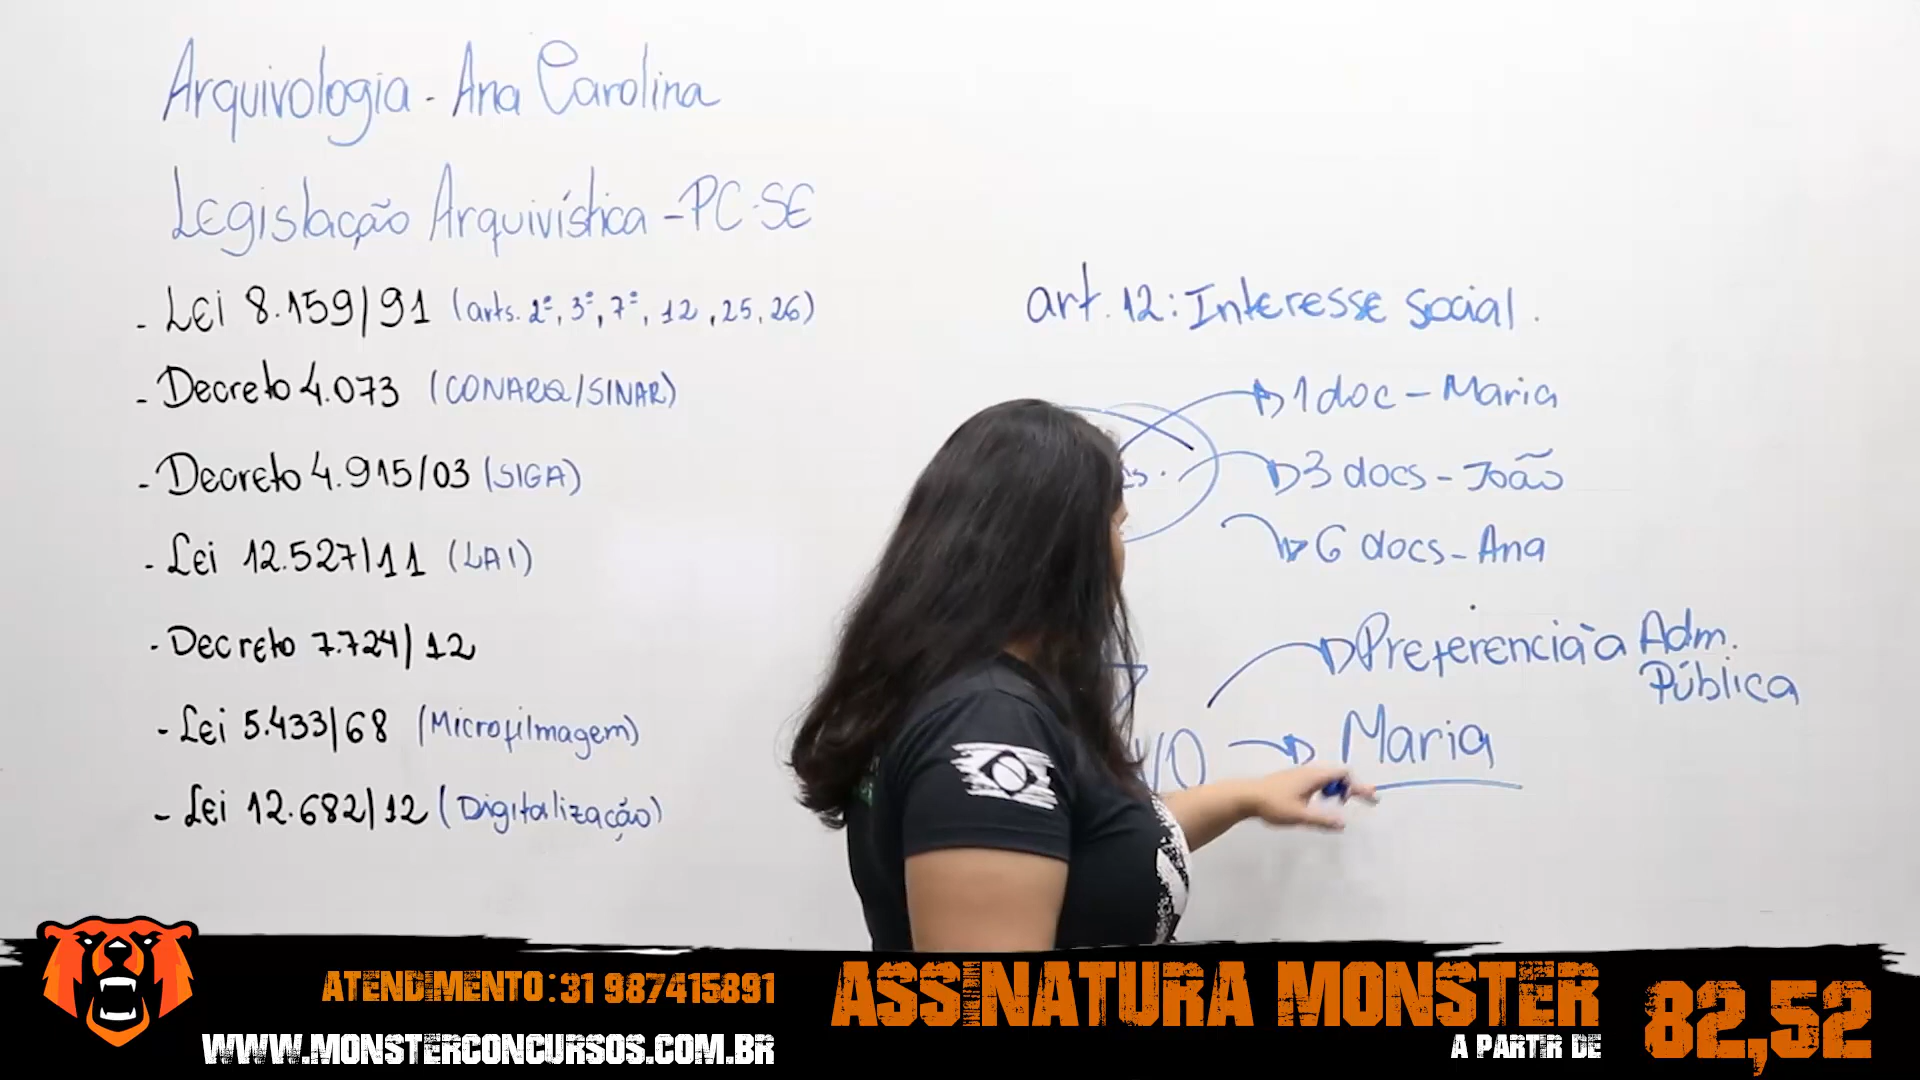 Arquivologia - Ana Carolina
Legislação Arquivística - PC-SE
- Lei 8.159/91 (arts. 2º, 3º, 7º, 12, 25, 26)
- Decreto 4.073 (CONARQ/SINAR)
- Decreto 4.915/03 (SIGA)
- Lei 12.527/11 (LAI)
- Decreto 7.724/12
- Lei 5.433/68 (Microfilmagem)
- Lei 12.682/12 (Digitalização)
art. 12: Interesse social.
1 doc - Maria
3 docs - João
6 docs - Ana
Preferencia à Adm. Pública
Maria
ATENDIMENTO: 31 987415891
WWW.MONSTERCONCURSOS.COM.BR
ASSINATURA MONSTER
A PARTIR DE
82,52